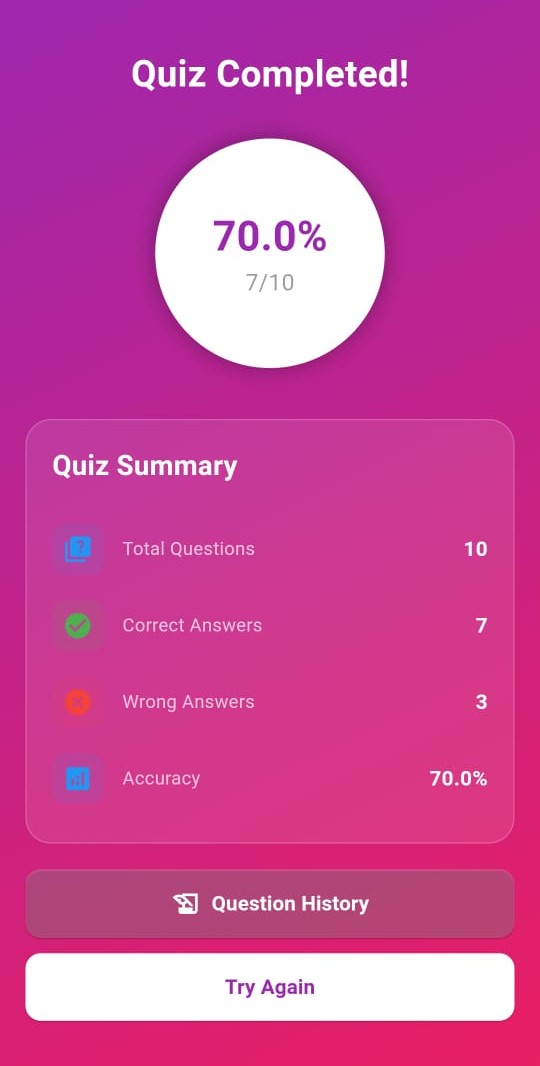 Quiz Completed!
70.0%
7/10
Quiz Summary
Total Questions 10
Correct Answers 7
Wrong Answers 3
Accuracy 70.0%
Question History
Try Again